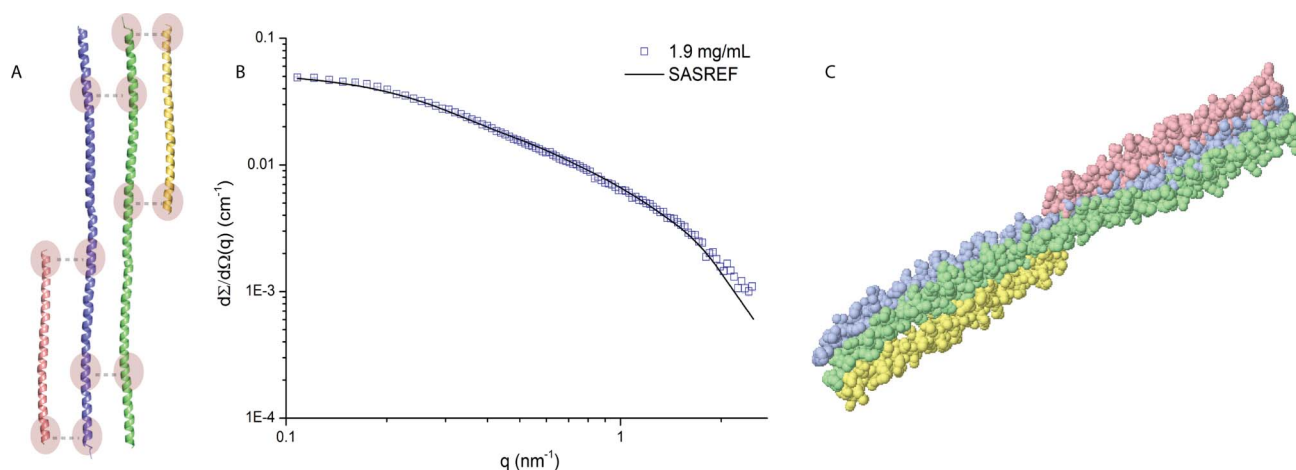 A
B
C
1.9 mg/mL
SASREF
0.1
0.01
1E-3
1E-4
dΣ/dΩ(q) (cm⁻¹)
0.1
1
q (nm⁻¹)